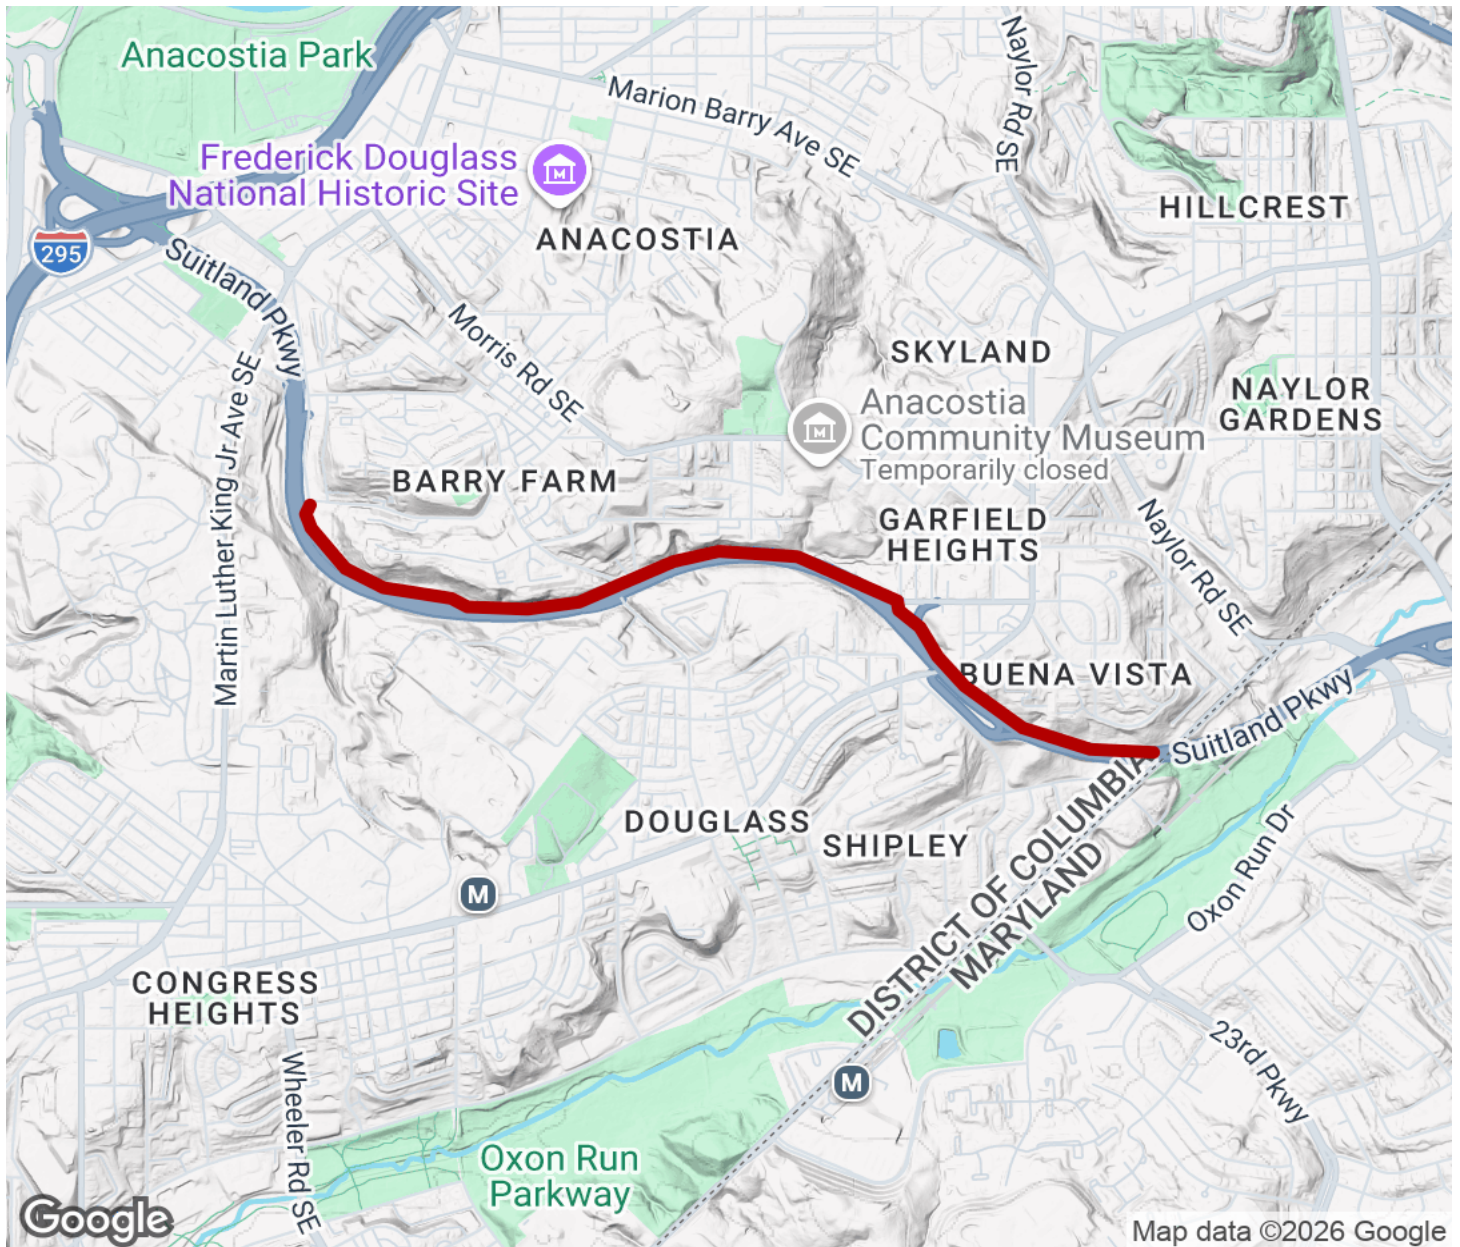 Anacostia Park
Naylor Rd SE
Marion Barry Ave SE
Frederick Douglass
National Historic Site
M
HILLCREST
ANACOSTIA
295
Suitland Pkwy
Morris Rd SE
SKYLAND
Anacostia
Community Museum
Temporarily closed
M
NAYLOR
GARDENS
Martin Luther King Jr Ave SE
BARRY FARM
GARFIELD
HEIGHTS
Naylor Rd SE
BUENA VISTA
Suitland Pkwy
DOUGLASS
SHIPLEY
DISTRICT OF COLUMBIA
MARYLAND
Oxon Run Dr
M
CONGRESS
HEIGHTS
M
23rd Pkwy
Wheeler Rd SE
Oxon Run
Parkway
Google
Map data ©2026 Google